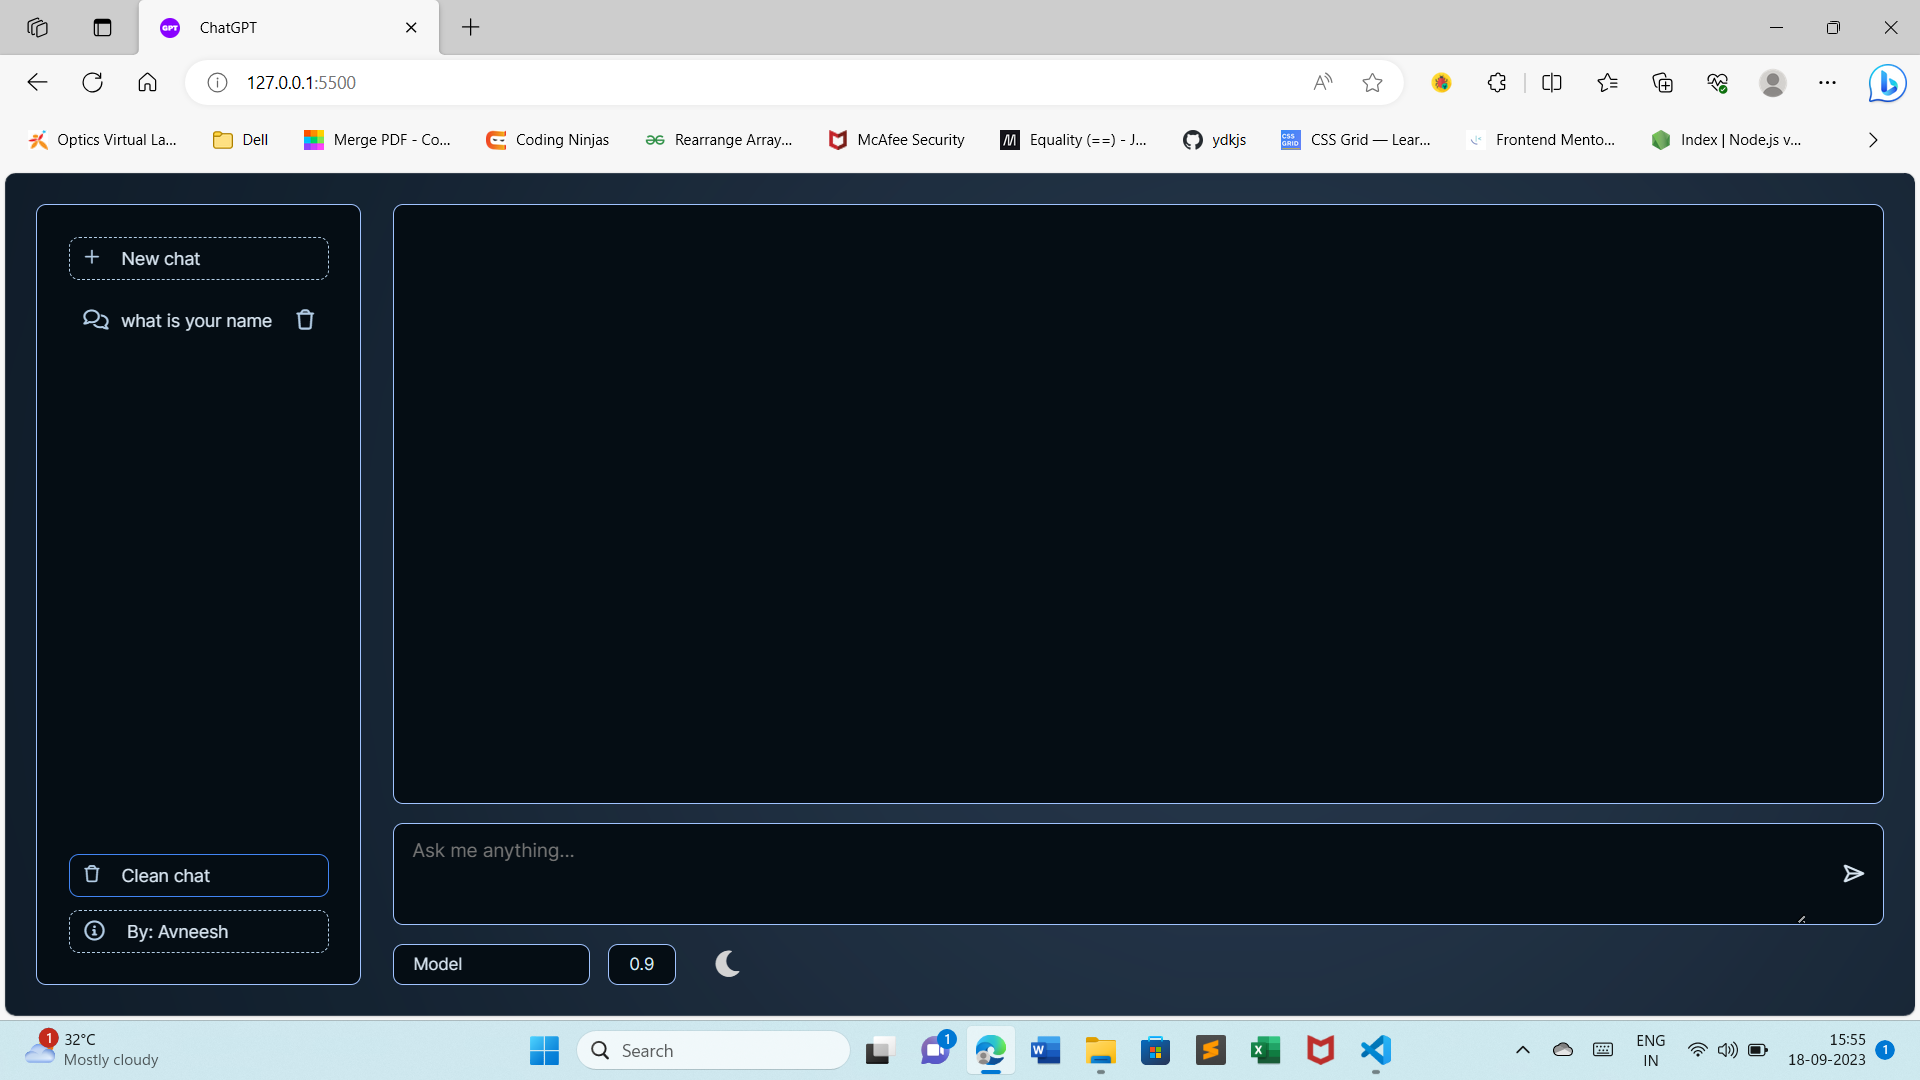 GPT ChatGPT
127.0.0.1:5500
Optics Virtual La... Dell Merge PDF - Co... Coding Ninjas Rearrange Array... McAfee Security Equality (==) - J... ydkjs CSS Grid — Lear... Frontend Mento... Index | Node.js v...
New chat
what is your name
Clean chat
By: Avneesh
Ask me anything...
Model 0.9
1 32°C
Mostly cloudy
Search
1
ENG
IN
15:55
18-09-2023
1